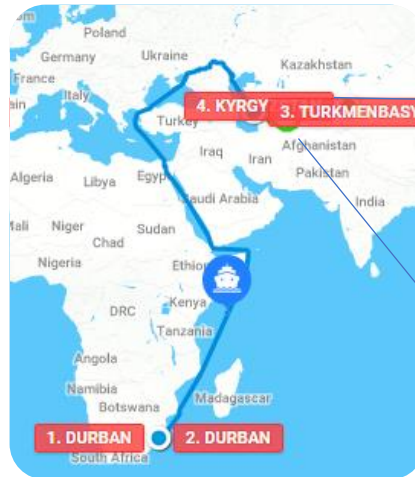 Poland
Germany
Ukraine
Kazakhstan
France
Italy
4. KYRGY
3. TURKMENBASY
Turkey
Afghanistan
Iraq
Iran
Pakistan
Algeria
Libya
Egypt
Saudi Arabia
India
Mali
Niger
Sudan
Chad
Nigeria
Ethio
Kenya
DRC
Tanzania
Angola
Namibia
Madagascar
Botswana
1. DURBAN
2. DURBAN
South Africa